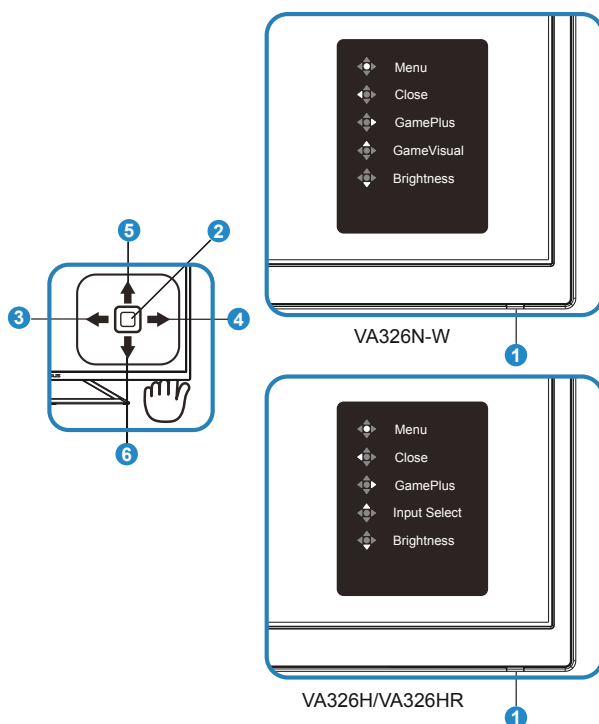 Menu
Close
GamePlus
GameVisual
Brightness
5
2
3
4
6
VA326N-W
1
Menu
Close
GamePlus
Input Select
Brightness
VA326H/VA326HR
1